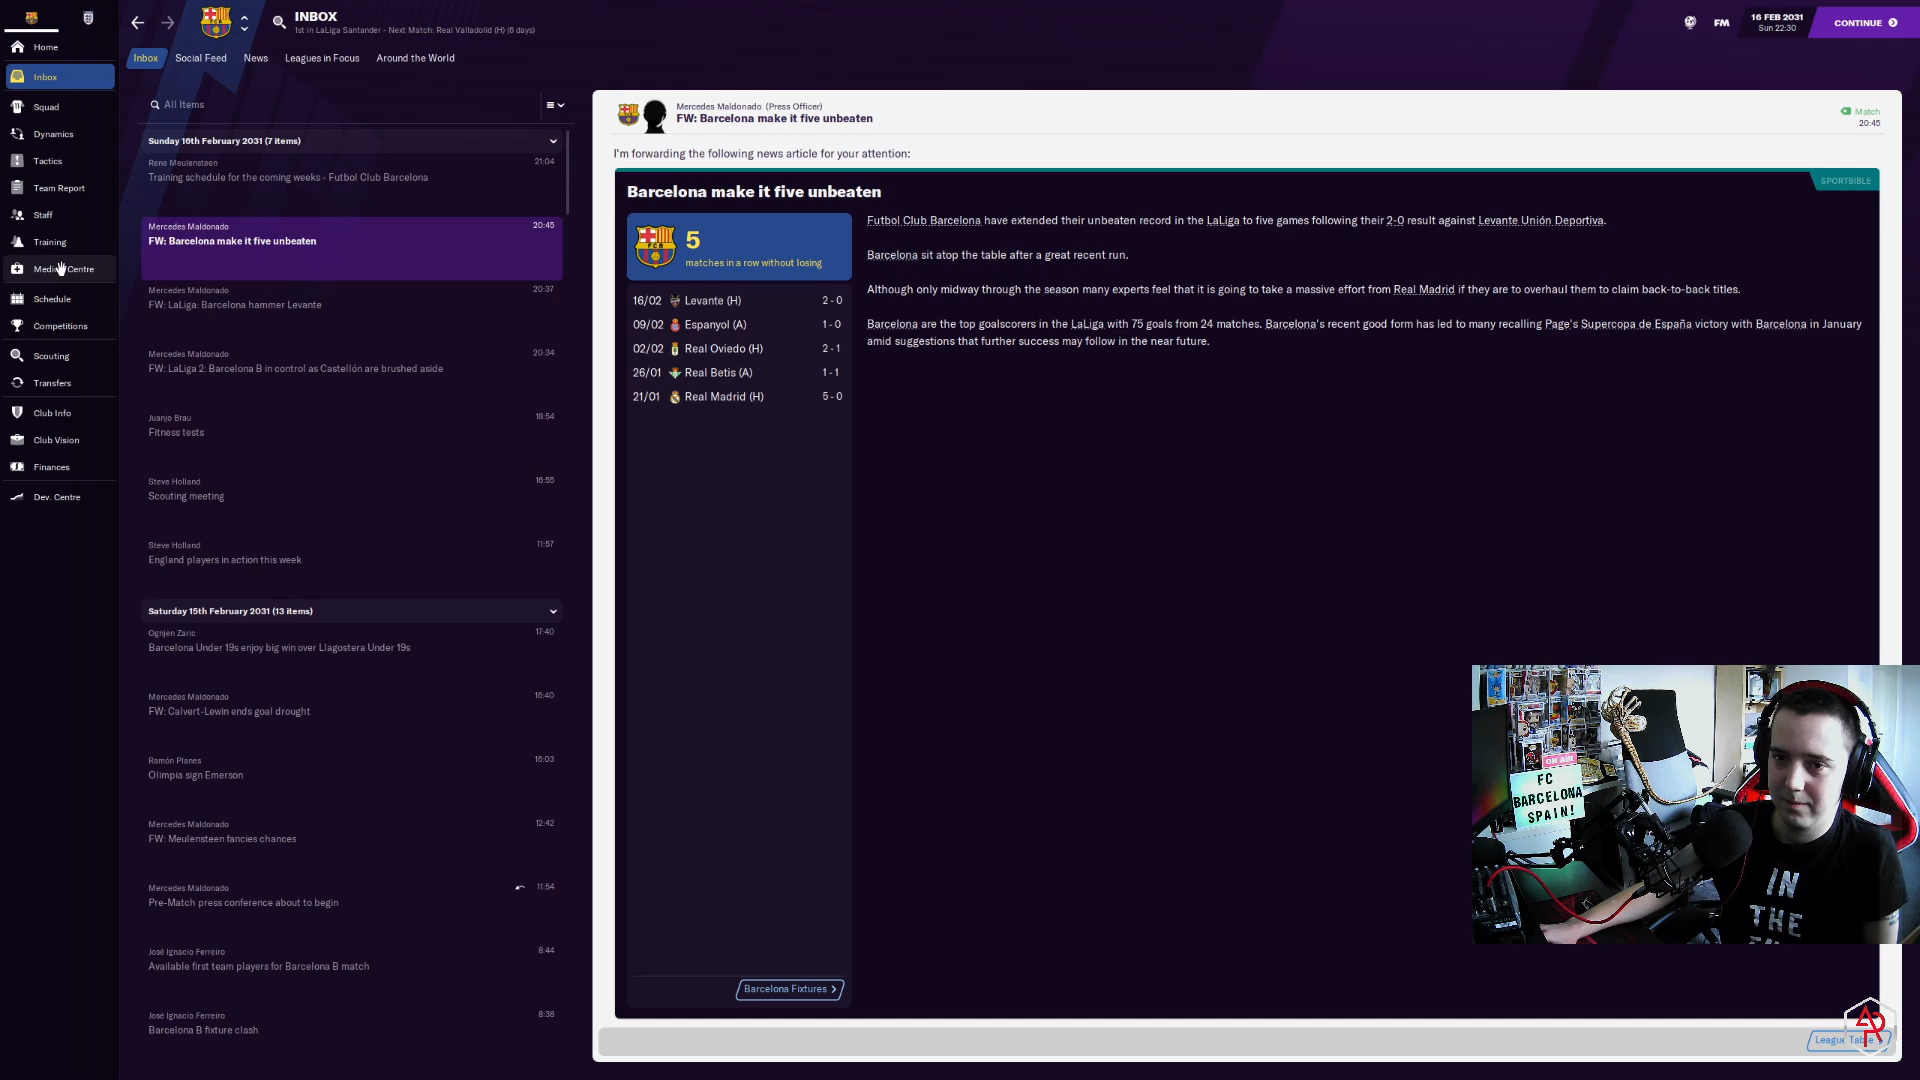 INBOX
1st in LaLiga Santander - Next Match: Real Valladolid (H) (6 days)
FM
16 FEB 2031
Sun 22:30
CONTINUE
Inbox
Social Feed
News
Leagues in Focus
Around the World
Home
Inbox
Squad
Dynamics
Tactics
Team Report
Staff
Training
Centre
Schedule
Competitions
Scouting
Transfers
Club Info
Club Vision
Finances
Dev. Centre
All Items
Sunday 16th February 2031 (7 items)
Rene Meulensteen 21:04
Training schedule for the coming weeks - Futbol Club Barcelona
Mercedes Maldonado 20:45
FW: Barcelona make it five unbeaten
Mercedes Maldonado 20:37
FW: LaLiga: Barcelona hammer Levante
Mercedes Maldonado 20:34
FW: LaLiga 2: Barcelona B in control as Castellón are brushed aside
Juanjo Brau 18:54
Fitness tests
Steve Holland 16:55
Scouting meeting
Steve Holland 11:57
England players in action this week
Saturday 15th February 2031 (13 items)
Ognjen Zaric 17:40
Barcelona Under 19s enjoy big win over Llagostera Under 19s
Mercedes Maldonado 16:40
FW: Calvert-Lewin ends goal drought
Ramón Planes 16:03
Olimpia sign Emerson
Mercedes Maldonado 12:42
FW: Meulensteen fancies chances
Mercedes Maldonado 11:54
Pre-Match press conference about to begin
José Ignacio Ferreiro 8:44
Available first team players for Barcelona B match
José Ignacio Ferreiro 8:38
Barcelona B fixture clash
Mercedes Maldonado (Press Officer)
FW: Barcelona make it five unbeaten
Match
20:45
I'm forwarding the following news article for your attention:
Barcelona make it five unbeaten
SPORTBIBLE
5
matches in a row without losing
16/02 Levante (H) 2 - 0
09/02 Espanyol (A) 1 - 0
02/02 Real Oviedo (H) 2 - 1
26/01 Real Betis (A) 1 - 1
21/01 Real Madrid (H) 5 - 0
Barcelona Fixtures
Futbol Club Barcelona have extended their unbeaten record in the LaLiga to five games following their 2-0 result against Levante Unión Deportiva.
Barcelona sit atop the table after a great recent run.
Although only midway through the season many experts feel that it is going to take a massive effort from Real Madrid if they are to overhaul them to claim back-to-back titles.
Barcelona are the top goalscorers in the LaLiga with 75 goals from 24 matches. Barcelona's recent good form has led to many recalling Page's Supercopa de España victory with Barcelona in January
amid suggestions that further success may follow in the near future.
ON AIR
FC
BARCELONA
SPAIN!
IN
THE
League